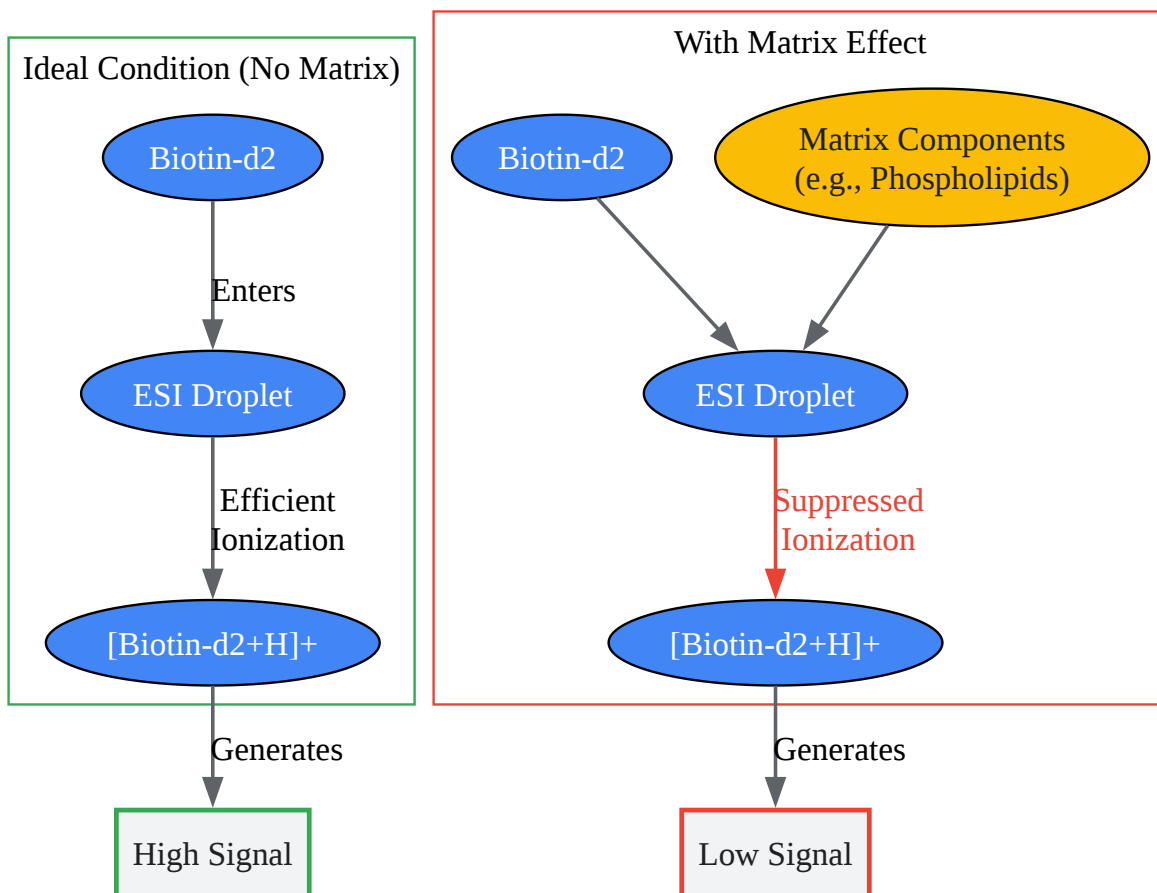 Ideal Condition (No Matrix)
Biotin-d2
Enters
ESI Droplet
Efficient
Ionization
[Biotin-d2+H]+
Generates
High Signal
With Matrix Effect
Biotin-d2
Matrix Components
(e.g., Phospholipids)
ESI Droplet
Suppressed
Ionization
[Biotin-d2+H]+
Generates
Low Signal